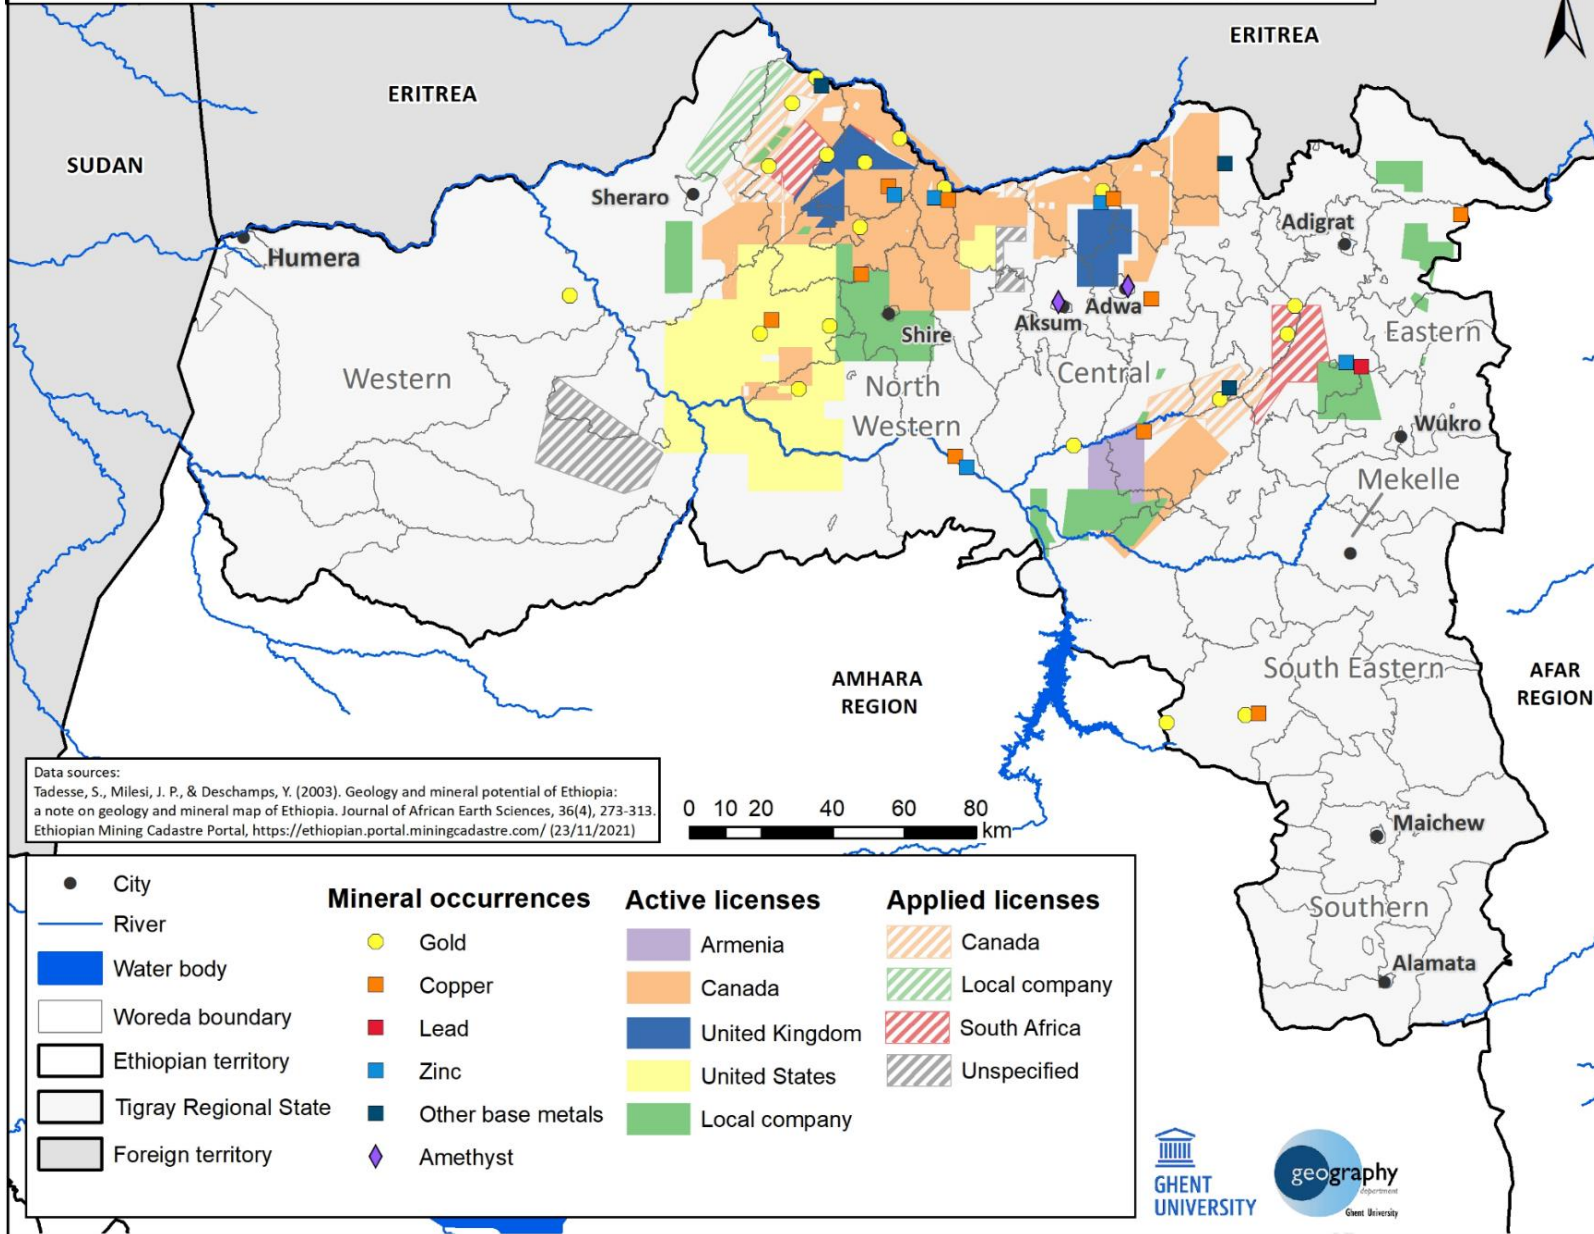 ERITREA
ERITREA
SUDAN
Sheraro
Humera
Adigrat
Adwa
Aksum
Shire
Eastern
Western
Central
North
Western
Wukro
Mekelle
South Eastern
AMHARA
REGION
AFAR
REGION
Maichew
Southern
Alamata
Data sources:
Tadesse, S., Milesi, J. P., & Deschamps, Y. (2003). Geology and mineral potential of Ethiopia:
a note on geology and mineral map of Ethiopia. Journal of African Earth Sciences, 36(4), 273-313.
Ethiopian Mining Cadastre Portal, https://ethiopian.portal.miningcadastre.com/ (23/11/2021)
0 10 20 40 60 80
km
City
River
Water body
Woreda boundary
Ethiopian territory
Tigray Regional State
Foreign territory
Mineral occurrences
Gold
Copper
Lead
Zinc
Other base metals
Amethyst
Active licenses
Armenia
Canada
United Kingdom
United States
Local company
Applied licenses
Canada
Local company
South Africa
Unspecified
GHENT
UNIVERSITY
geography
department
Ghent University